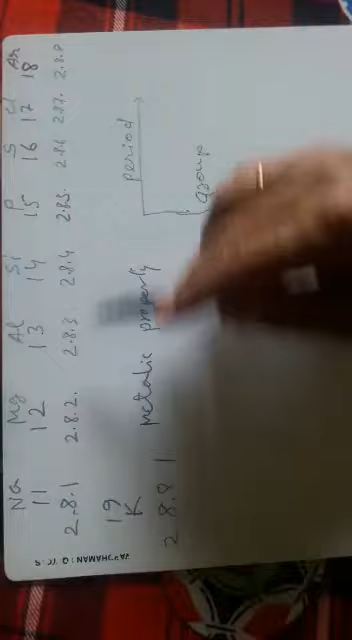 Na Mg Al Si P S Cl Ar
11 12 13 14 15 16 17 18
2.8.1 2.8.2. 2.8.3. 2.8.4 2.8.5. 2.8.6 2.8.7. 2.8.8
19
K
2 8.8 1
metalic property
period
group